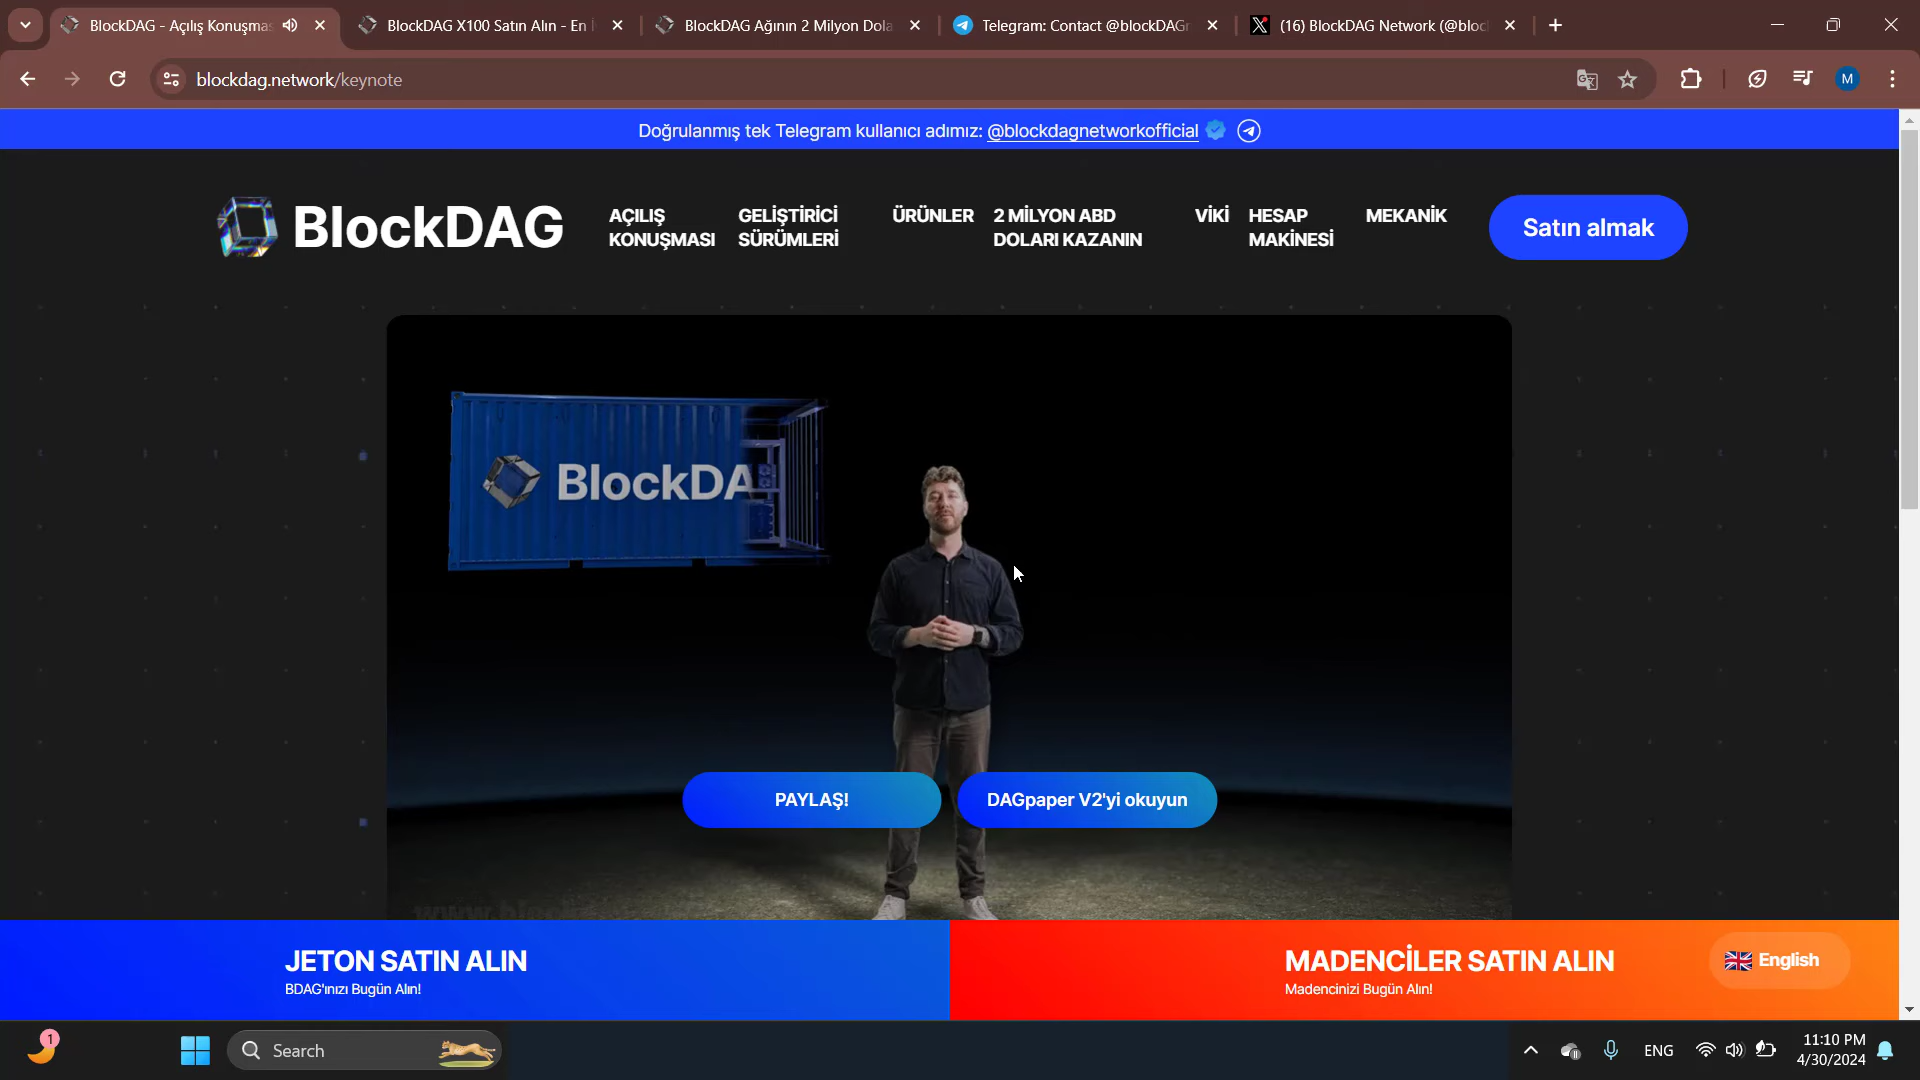 BlockDAG - Açılış Konuşmas
BlockDAG X100 Satın Alın - En
BlockDAG Ağının 2 Milyon Dola
Telegram: Contact @blockDAGn
(16) BlockDAG Network (@bloc
blockdag.network/keynote
M
Doğrulanmış tek Telegram kullanıcı adımız: @blockdagnetworkofficial
BlockDAG
AÇILIŞ
KONUŞMASI
GELİŞTİRİCİ
SÜRÜMLERİ
ÜRÜNLER
2 MİLYON ABD
DOLARI KAZANIN
VİKİ
HESAP
MAKİNESİ
MEKANİK
Satın almak
BlockDA
PAYLAŞ!
DAGpaper V2'yi okuyun
JETON SATIN ALIN
BDAG'ınızı Bugün Alın!
MADENCİLER SATIN ALIN
Madencinizi Bugün Alın!
English
1
Search
ENG
11:10 PM
4/30/2024